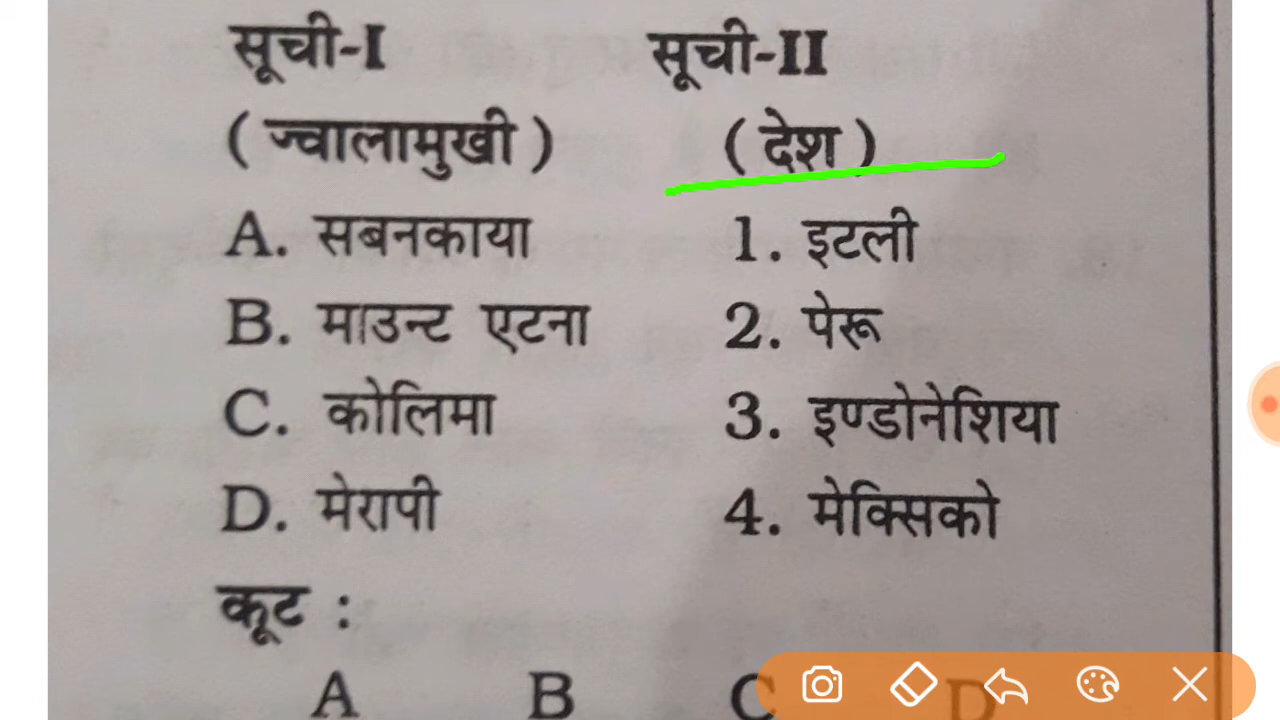 सूची-I सूची-II
( ज्वालामुखी ) ( देश )
A. सबनकाया 1. इटली
B. माउन्ट एटना 2. पेरू
C. कोलिमा 3. इण्डोनेशिया
D. मेरापी 4. मेक्सिको
कूट :
A B C D